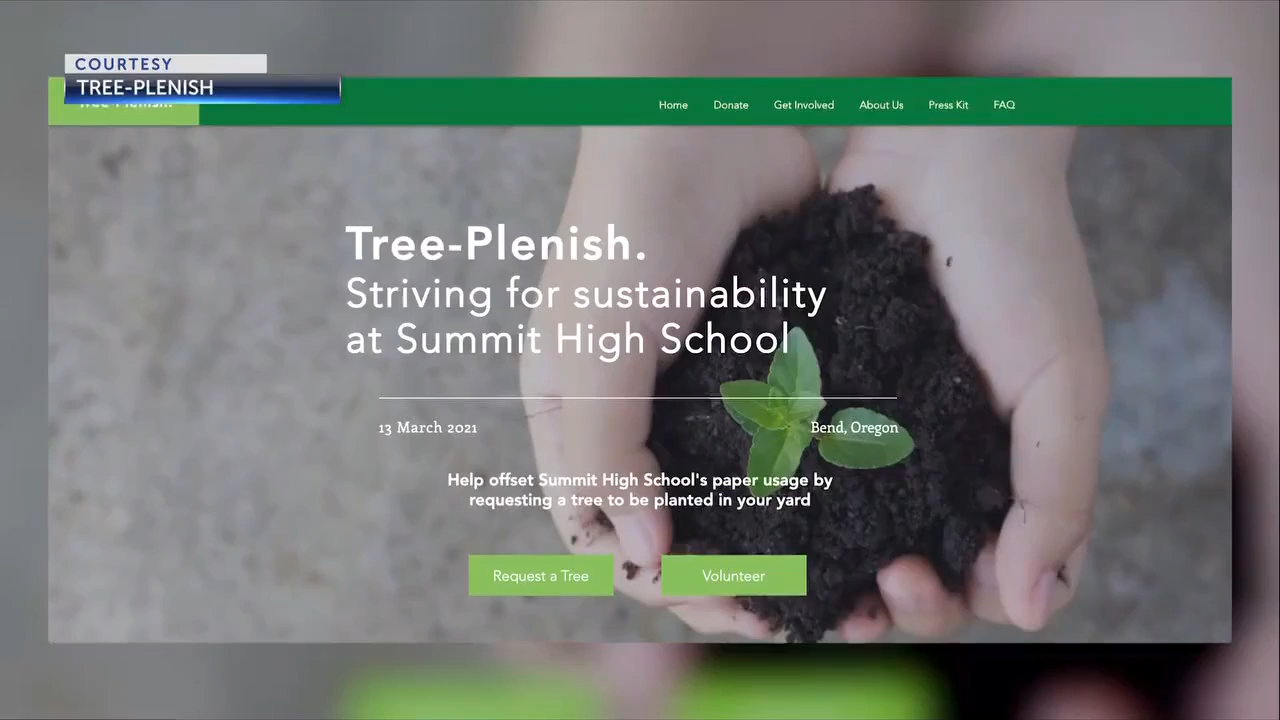 COURTESY
TREE-PLENISH
Home Donate Get Involved About Us Press Kit FAQ
Tree-Plenish.
Striving for sustainability
at Summit High School
13 March 2021 Bend, Oregon
Help offset Summit High School's paper usage by
requesting a tree to be planted in your yard
Request a Tree Volunteer